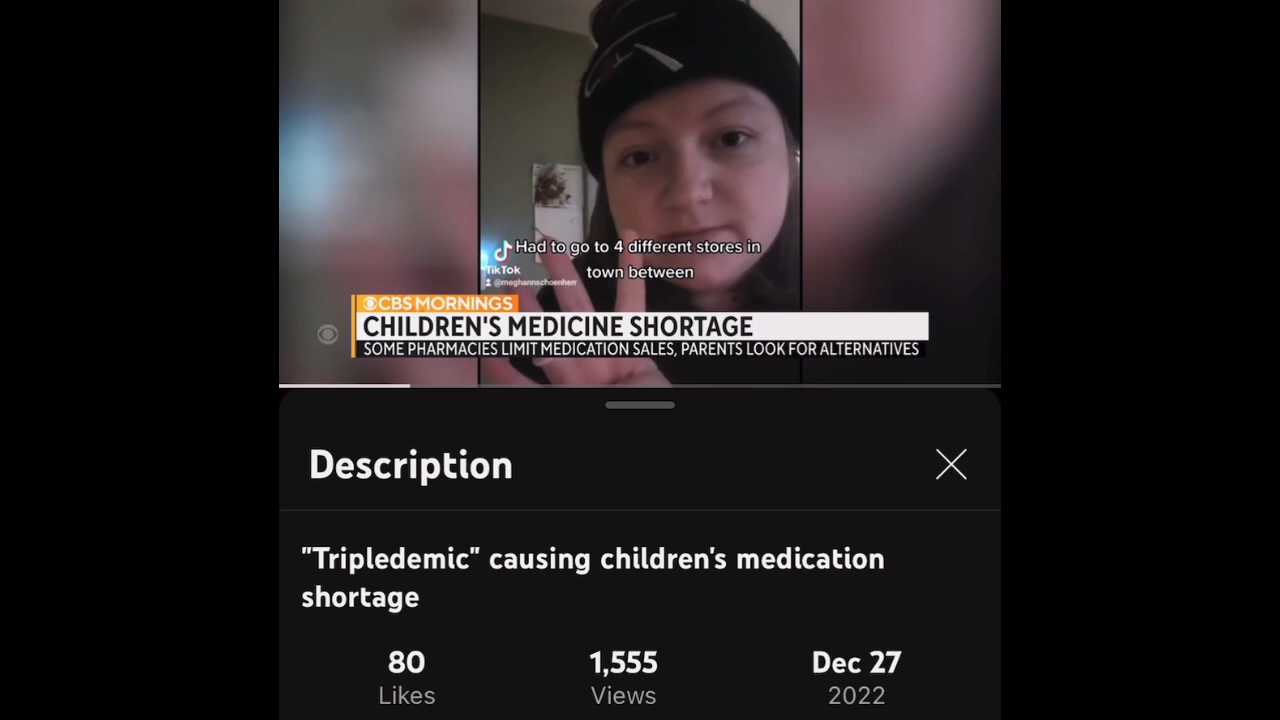 Had to go to 4 different stores in
town between
TikTok
@meghannschoenherr
CBS MORNINGS
CHILDREN'S MEDICINE SHORTAGE
SOME PHARMACIES LIMIT MEDICATION SALES, PARENTS LOOK FOR ALTERNATIVES
Description
"Tripledemic" causing children's medication
shortage
80 1,555 Dec 27
Likes Views 2022